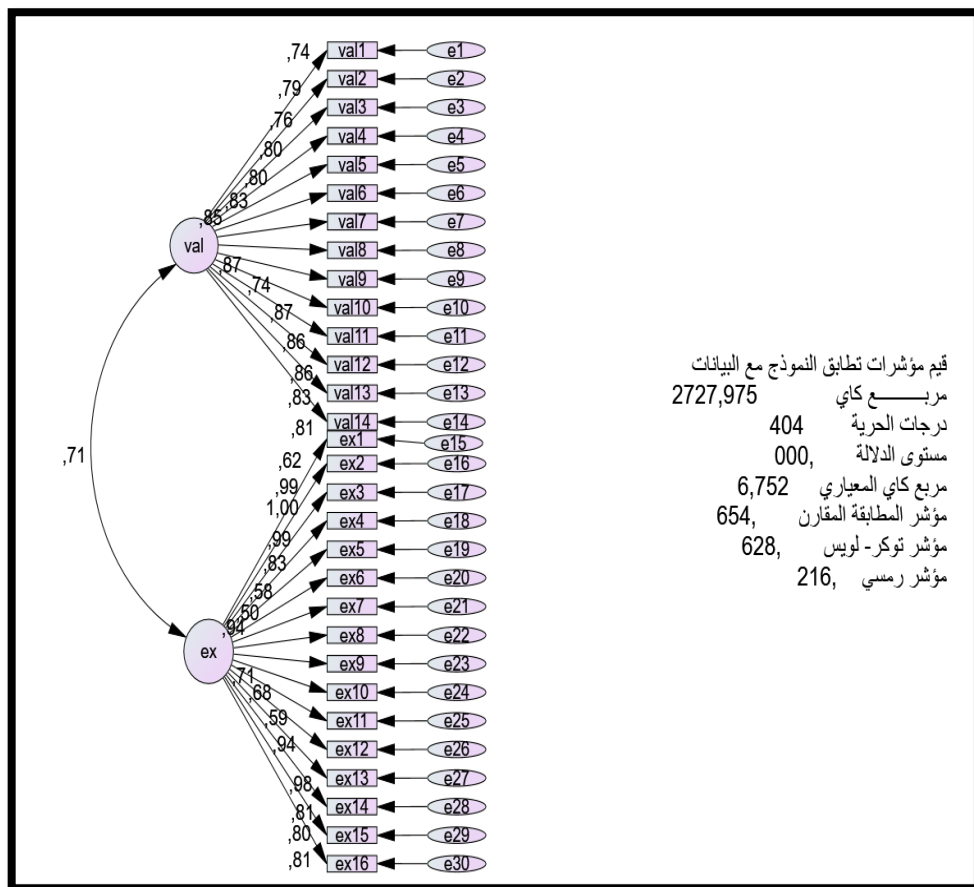 ,74 val1 e1
,79 val2 e2
,76 val3 e3
,80 val4 e4
,80 val5 e5
,83 val6 e6
,85 val7 e7
val val8 e8
,87 val9 e9
,74 val10 e10
,87 val11 e11
,86 val12 e12
,86 val13 e13
,83 val14 e14
,81 ex1 e15
,62 ex2 e16
,99 ex3 e17
1,00 ex4 e18
,99 ex5 e19
,83 ex6 e20
,58 ex7 e21
,50 ex8 e22
,94 ex9 e23
ex ex10 e24
,71 ex11 e25
,68 ex12 e26
,59 ex13 e27
,94 ex14 e28
,98 ex15 e29
,81 ex16 e30
,80
,81
,71
قيم مؤشرات تطابق النموذج مع البيانات
مربـــــــع كاي 2727,975
درجات الحرية 404
مستوى الدلالة ,000
مربع كاي المعياري 6,752
مؤشر المطابقة المقارن ,654
مؤشر توكر- لويس ,628
مؤشر رمسي ,216